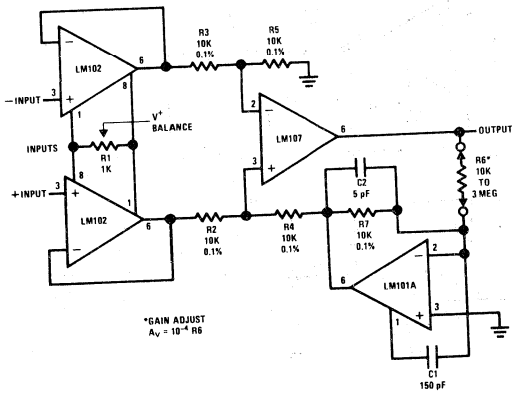 R3
10K
0.1%
R5
10K
0.1%
−
6
LM102
8
−INPUT
3
+
1
V⁺
BALANCE
INPUTS
R1
1K
2
−
LM107
6
OUTPUT
3
+
R6*
10K
TO
3 MEG
C2
5 pF
8
+INPUT
3
+
1
LM102
6
−
R2
10K
0.1%
R4
10K
0.1%
R7
10K
0.1%
−
2
6
LM101A
+
3
1
C1
150 pF
*GAIN ADJUST
Aᵥ = 10⁻⁴ R6